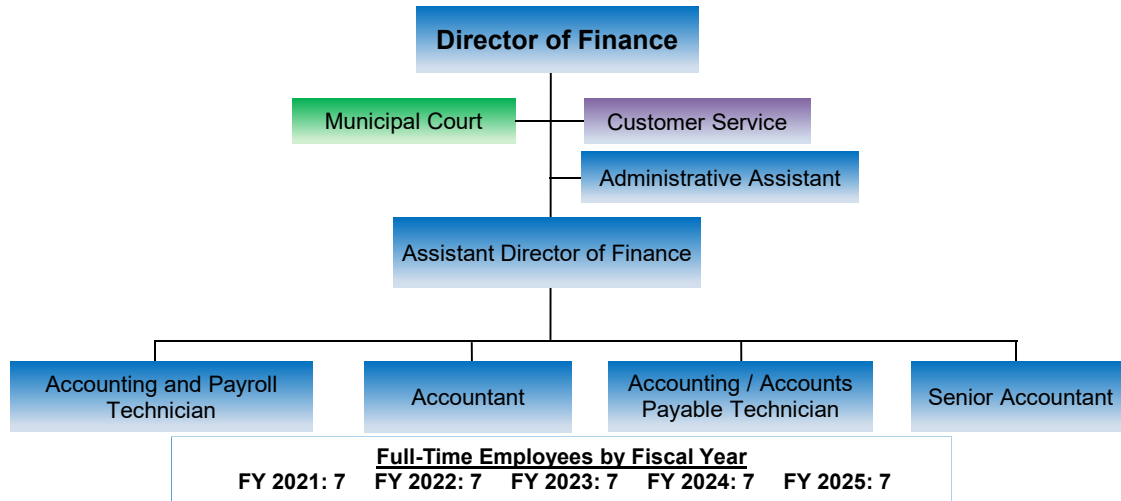 Director of Finance
Municipal Court
Customer Service
Administrative Assistant
Assistant Director of Finance
Accounting and Payroll
Technician
Accountant
Accounting / Accounts
Payable Technician
Senior Accountant
Full-Time Employees by Fiscal Year
FY 2021: 7 FY 2022: 7 FY 2023: 7 FY 2024: 7 FY 2025: 7